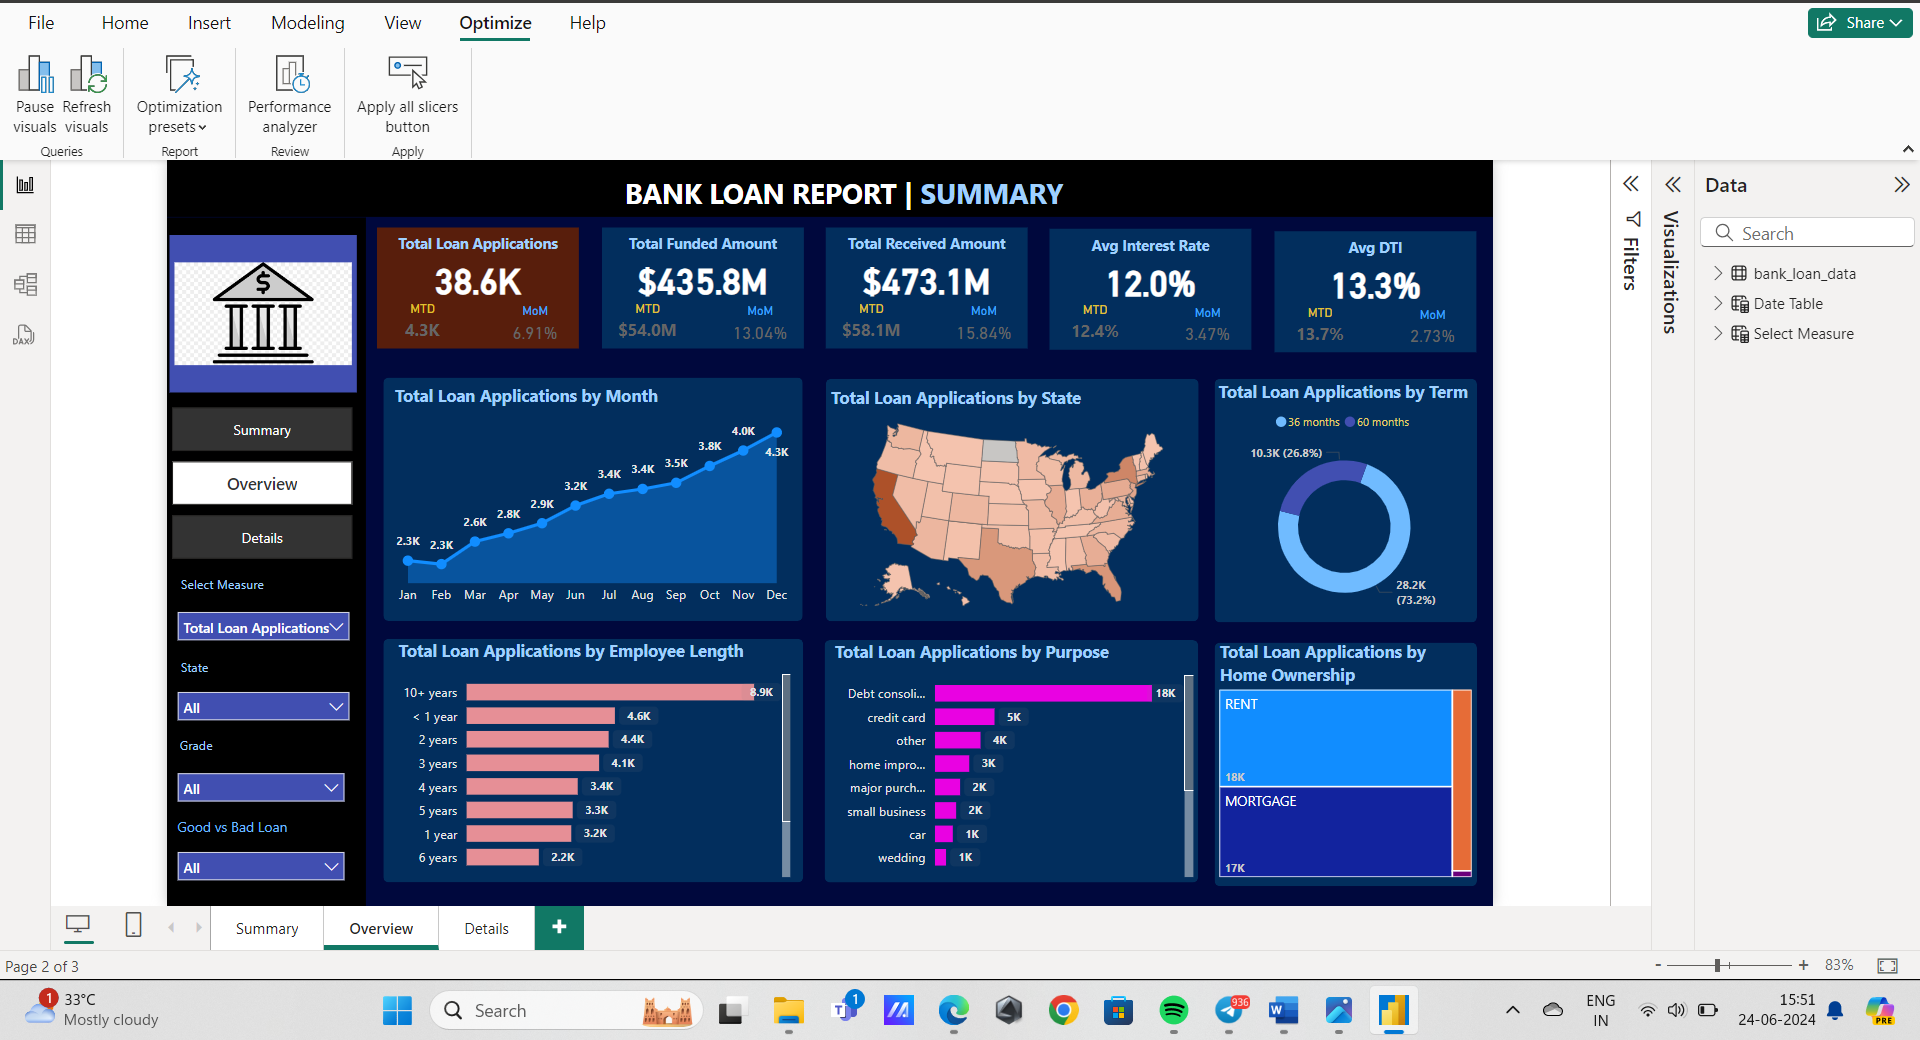 File Home Insert Modeling View Optimize Help
Share
Pause visuals
Refresh visuals
Optimization presets
Performance analyzer
Apply all slicers button
Queries
Report
Review
Apply
BANK LOAN REPORT | SUMMARY
$
Summary
Overview
Details
Select Measure
Total Loan Applications
State
All
Grade
All
Good vs Bad Loan
All
Total Loan Applications
38.6K
MTD MoM
4.3K 6.91%
Total Funded Amount
$435.8M
MTD MoM
$54.0M 13.04%
Total Received Amount
$473.1M
MTD MoM
$58.1M 15.84%
Avg Interest Rate
12.0%
MTD MoM
12.4% 3.47%
Avg DTI
13.3%
MTD MoM
13.7% 2.73%
Total Loan Applications by Month
2.3K 2.3K 2.6K 2.8K 2.9K 3.2K 3.4K 3.4K 3.5K 3.8K 4.0K 4.3K
Jan Feb Mar Apr May Jun Jul Aug Sep Oct Nov Dec
Total Loan Applications by State
Total Loan Applications by Term
36 months 60 months
10.3K (26.8%)
28.2K
(73.2%)
Total Loan Applications by Employee Length
10+ years 8.9K
< 1 year 4.6K
2 years 4.4K
3 years 4.1K
4 years 3.4K
5 years 3.3K
1 year 3.2K
6 years 2.2K
Total Loan Applications by Purpose
Debt consoli... 18K
credit card 5K
other 4K
home impro... 3K
major purch... 2K
small business 2K
car 1K
wedding 1K
Total Loan Applications by
Home Ownership
RENT
18K
MORTGAGE
17K
Filters
Visualizations
Data
Search
bank_loan_data
Date Table
Select Measure
DAX
Summary Overview Details +
Page 2 of 3
- + 83%
1
33°C
Mostly cloudy
Search
1
936
PRE
ENG
IN
15:51
24-06-2024